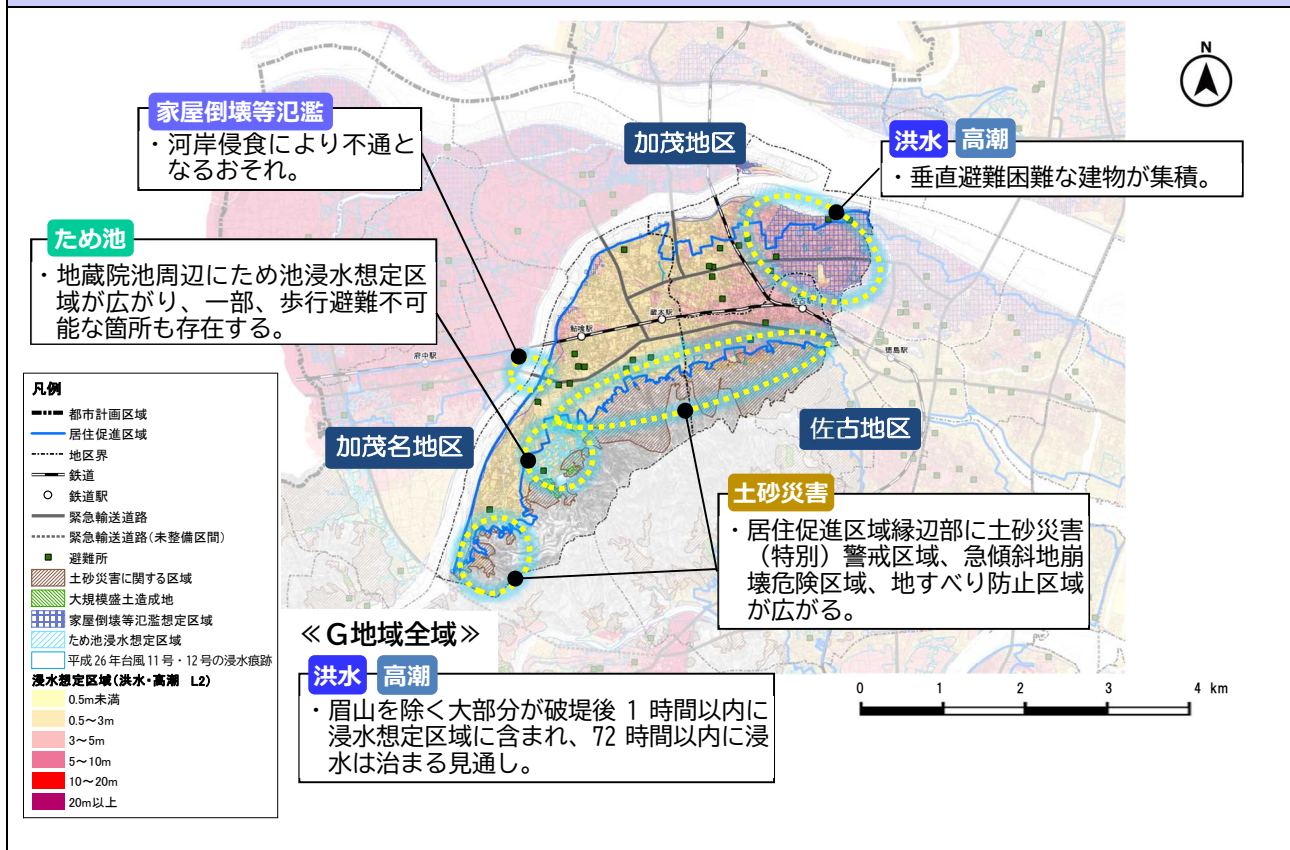 N
家屋倒壊等氾濫
・河岸侵食により不通と
なるおそれ。
加茂地区
洪水 高潮
・垂直避難困難な建物が集積。
ため池
・地蔵院池周辺にため池浸水想定区
域が広がり、一部、歩行避難不可
能な箇所も存在する。
佐古駅
蔵本駅
鮎喰駅
府中駅
徳島駅
加茂名地区
佐古地区
土砂災害
・居住促進区域縁辺部に土砂災害
（特別）警戒区域、急傾斜地崩
壊危険区域、地すべり防止区域
が広がる。
凡例
都市計画区域
居住促進区域
地区界
鉄道
鉄道駅
緊急輸送道路
緊急輸送道路(未整備区間)
避難所
土砂災害に関する区域
大規模盛土造成地
家屋倒壊等氾濫想定区域
ため池浸水想定区域
平成26年台風11号・12号の浸水痕跡
浸水想定区域(洪水・高潮 L2)
0.5m未満
0.5～3m
3～5m
5～10m
10～20m
20m以上
≪G地域全域≫
洪水 高潮
・眉山を除く大部分が破堤後 1 時間以内に
浸水想定区域に含まれ、72 時間以内に浸
水は治まる見通し。
0 1 2 3 4 km